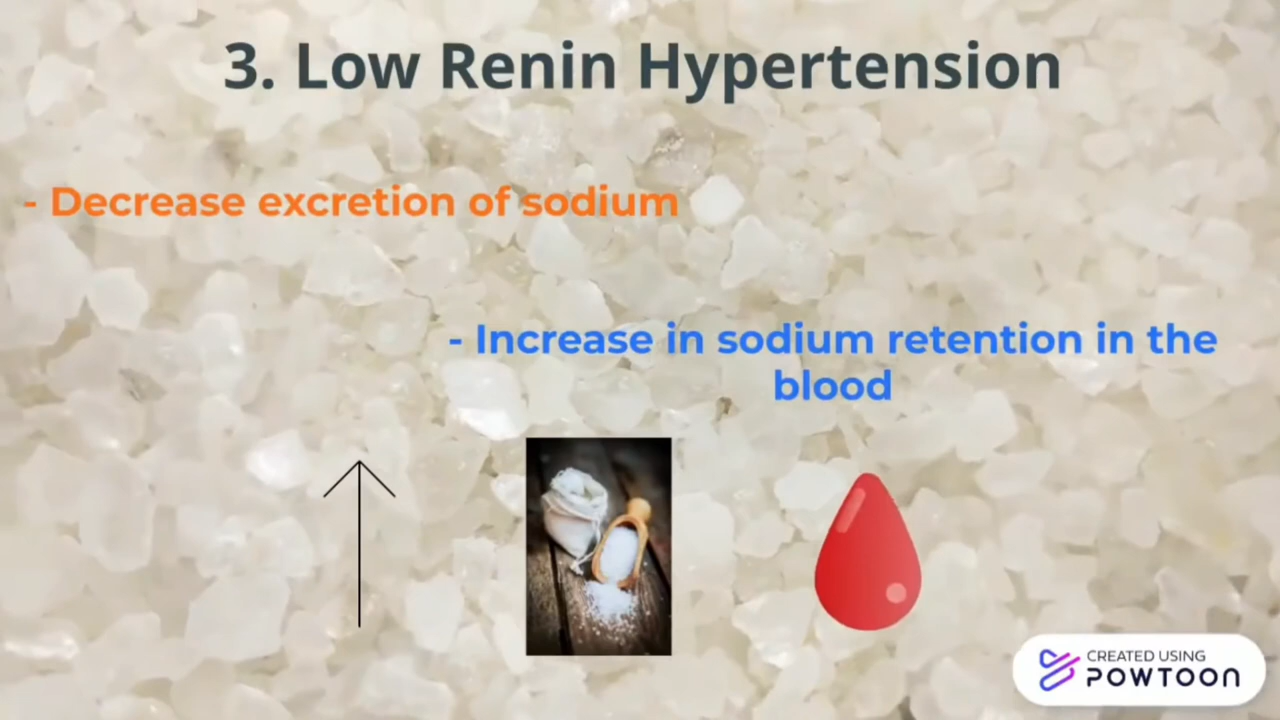 3. Low Renin Hypertension
- Decrease excretion of sodium
- Increase in sodium retention in the
blood
CREATED USING
POWTOON